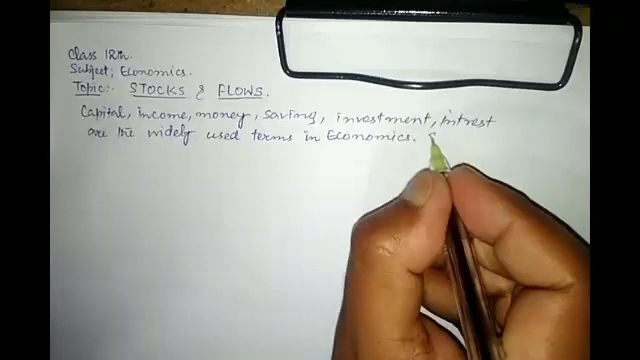 Class 12th.
Subject; Economics.
Topic:- STOCKS & FLOWS.
Capital, income, money, saving, investment, intrest
are the widely used terms in Economics. S